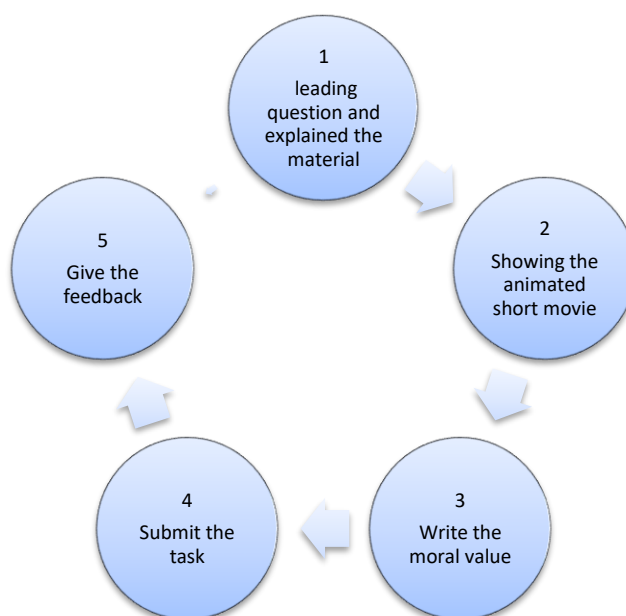 1
leading
question and
explained the
material
2
Showing the
animated
short movie
3
Write the
moral value
4
Submit the
task
5
Give the
feedback